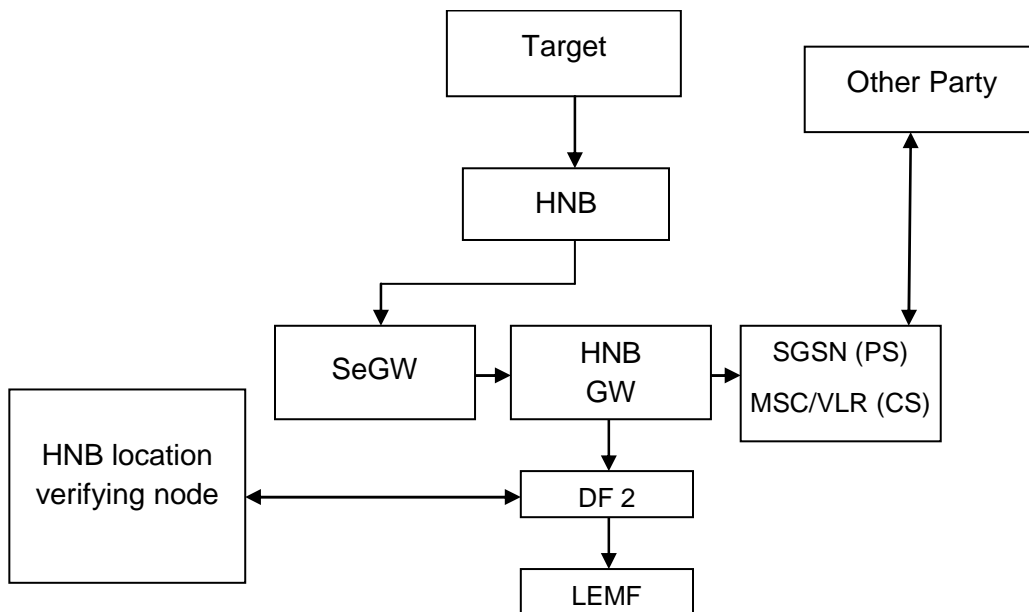 Target
Other Party
HNB
SeGW
HNB
GW
SGSN (PS)
MSC/VLR (CS)
HNB location
verifying node
DF 2
LEMF